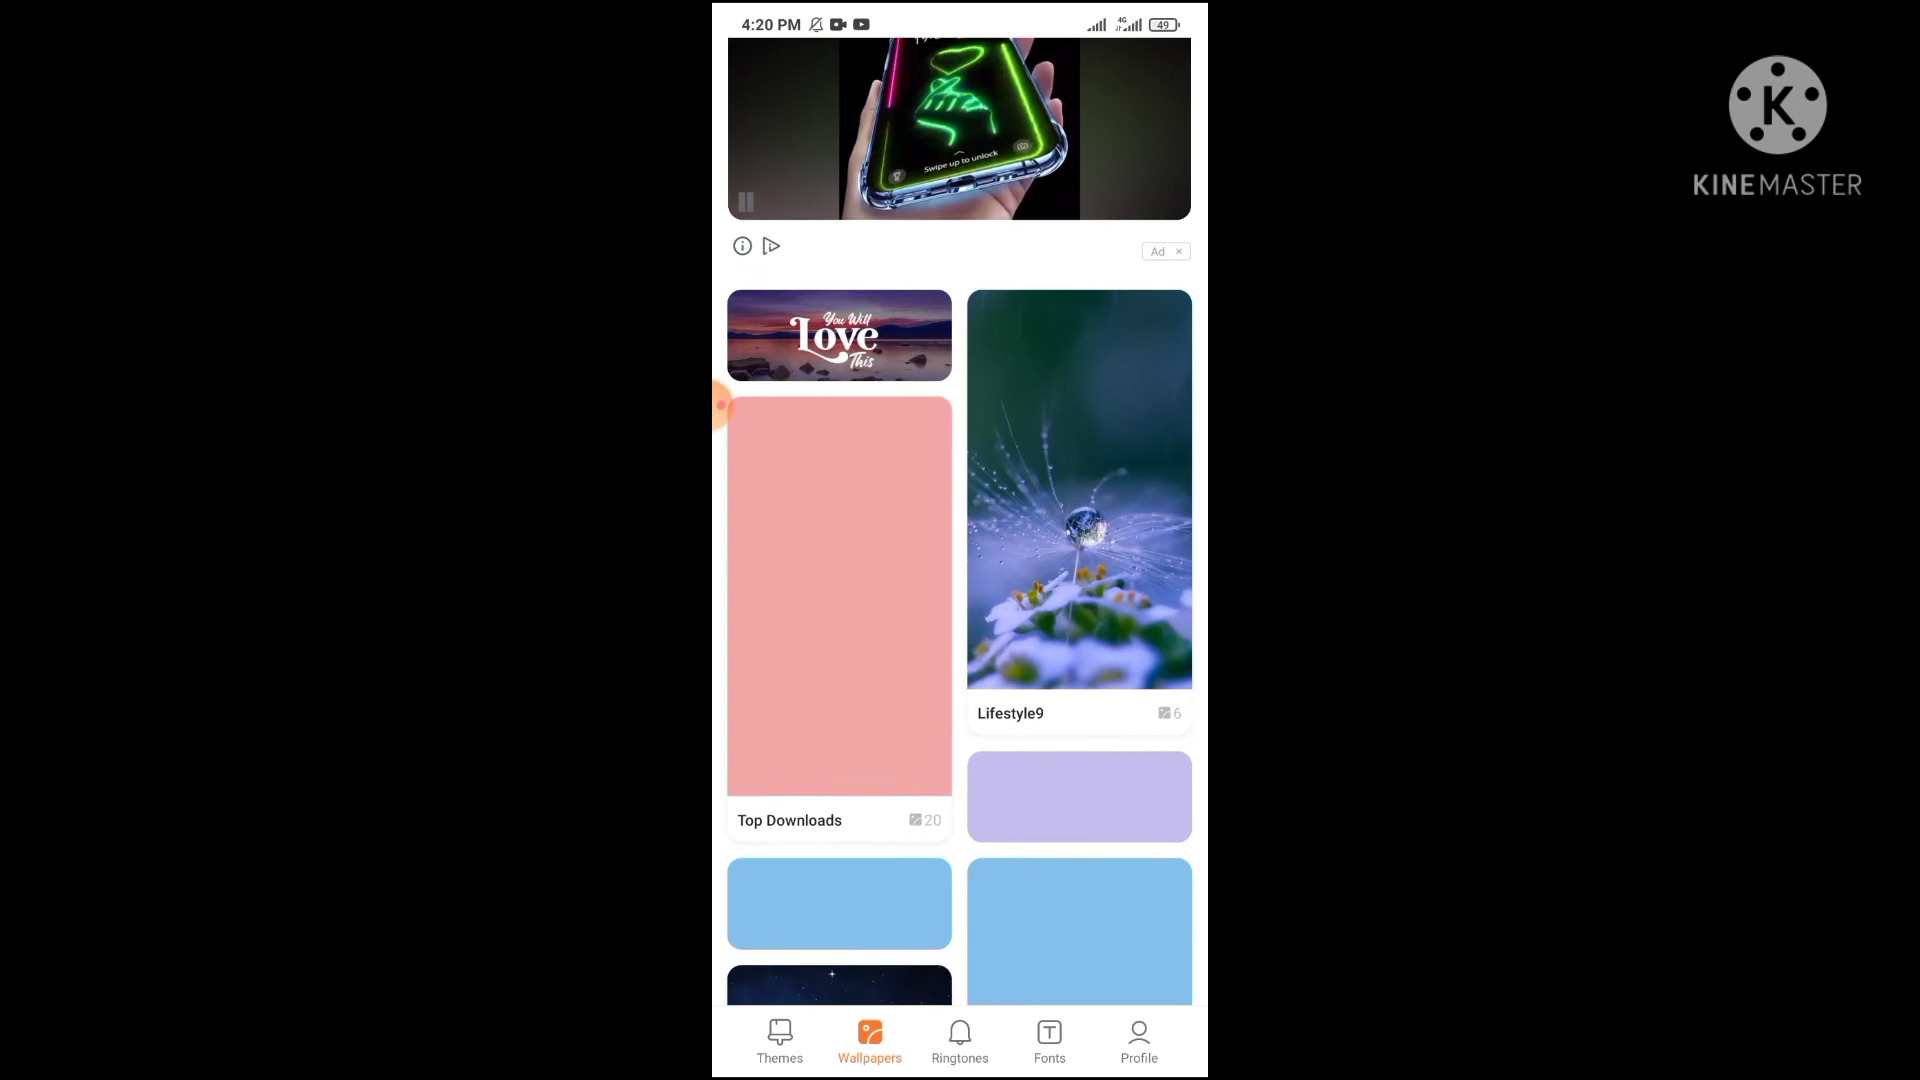 4:20 PM
4G
49
Swipe up to unlock
Ad ×
You Will
Love
This
Lifestyle9
6
Top Downloads
20
Themes
Wallpapers
Ringtones
Fonts
Profile
K
KINEMASTER